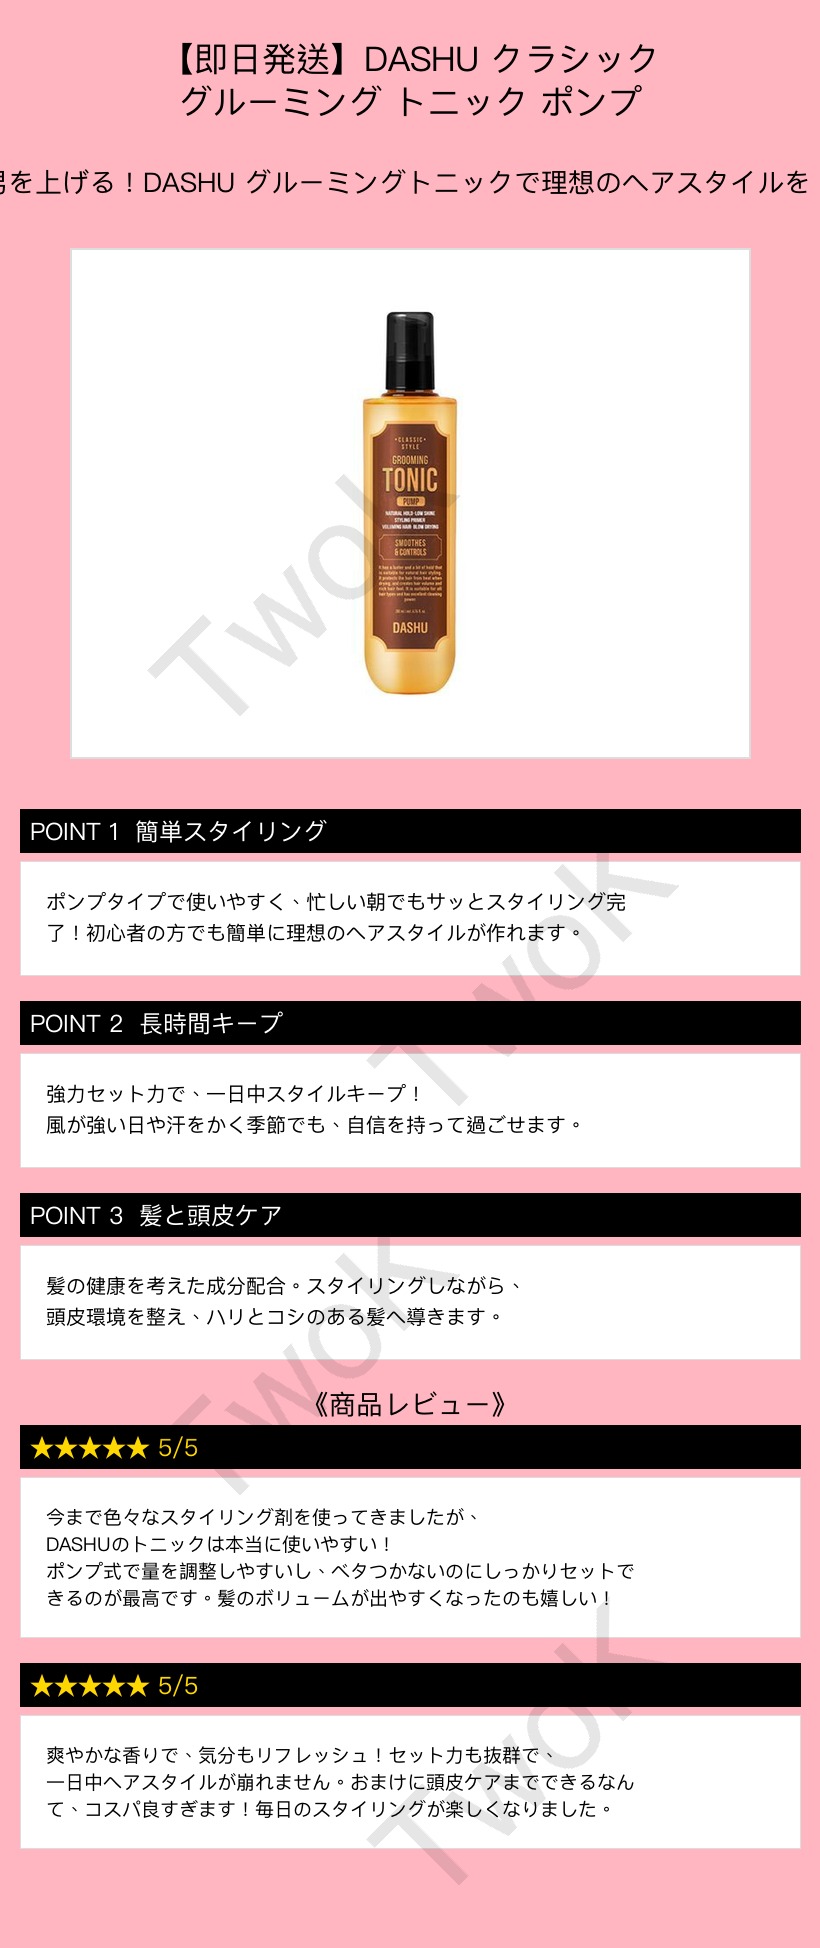 【即日発送】DASHU クラシック
グルーミング トニック ポンプ
を上げる！DASHU グルーミングトニックで理想のヘアスタイルを
•CLASSIC•
STYLE
GROOMING
TONIC
PUMP
NATURAL HOLD·LOW SHINE
STYLING PRIMER
VOLUMING HAIR· BLOW DRYING
SMOOTHES
& CONTROLS
DASHU
TwoK
POINT 1 簡単スタイリング
ポンプタイプで使いやすく、忙しい朝でもサッとスタイリング完
了！初心者の方でも簡単に理想のヘアスタイルが作れます。
TwoK
POINT 2 長時間キープ
強力セット力で、一日中スタイルキープ！
風が強い日や汗をかく季節でも、自信を持って過ごせます。
POINT 3 髪と頭皮ケア
髪の健康を考えた成分配合。スタイリングしながら、
頭皮環境を整え、ハリとコシのある髪へ導きます。
TwoK
《商品レビュー》
★★★★★ 5/5
今まで色々なスタイリング剤を使ってきましたが、
DASHUのトニックは本当に使いやすい！
ポンプ式で量を調整しやすいし、ベタつかないのにしっかりセットで
きるのが最高です。髪のボリュームが出やすくなったのも嬉しい！
★★★★★ 5/5
爽やかな香りで、気分もリフレッシュ！セット力も抜群で、
一日中ヘアスタイルが崩れません。おまけに頭皮ケアまでできるなん
て、コスパ良すぎます！毎日のスタイリングが楽しくなりました。
TwoK